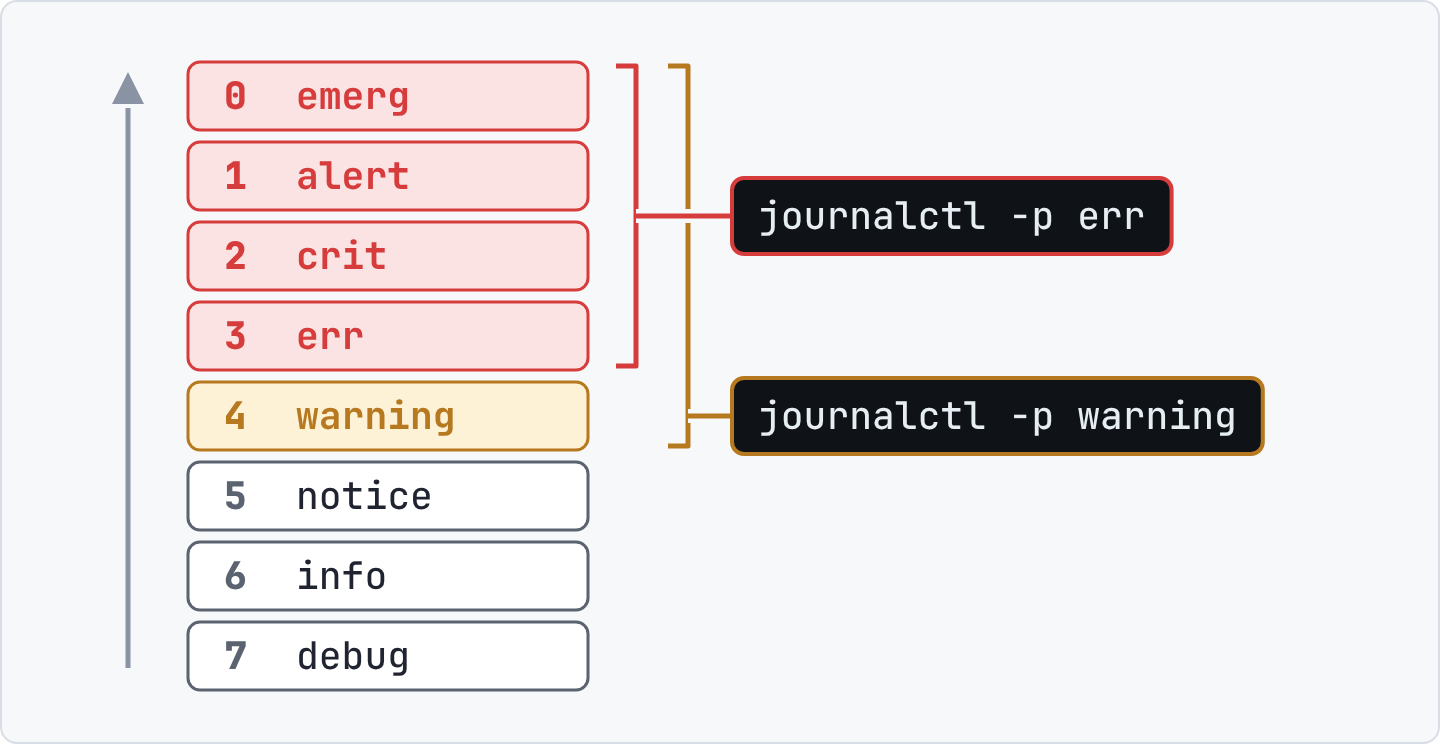 0 emerg
1 alert
2 crit
3 err
4 warning
5 notice
6 info
7 debug
journalctl -p err
journalctl -p warning